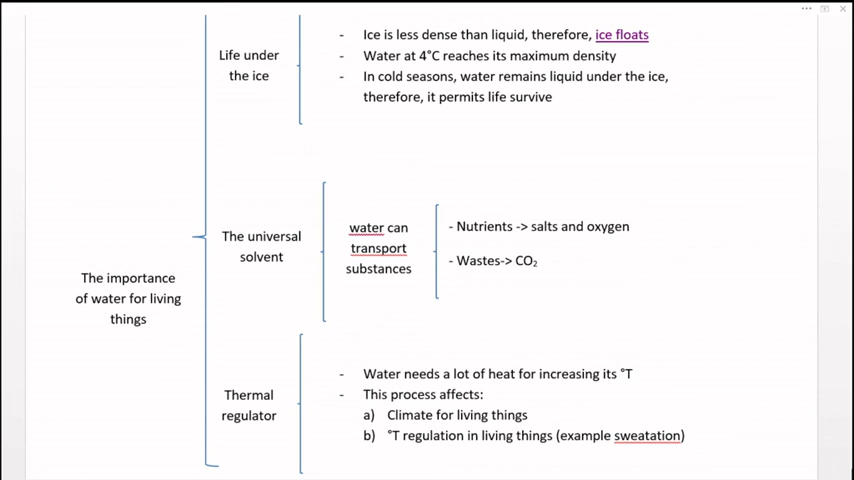 - Ice is less dense than liquid, therefore, ice floats
- Water at 4°C reaches its maximum density
- In cold seasons, water remains liquid under the ice,
therefore, it permits life survive
Life under
the ice
The importance
of water for living
things
The universal
solvent
water can
transport
substances
- Nutrients -> salts and oxygen
- Wastes-> CO₂
Thermal
regulator
- Water needs a lot of heat for increasing its °T
- This process affects:
a) Climate for living things
b) °T regulation in living things (example sweatation)